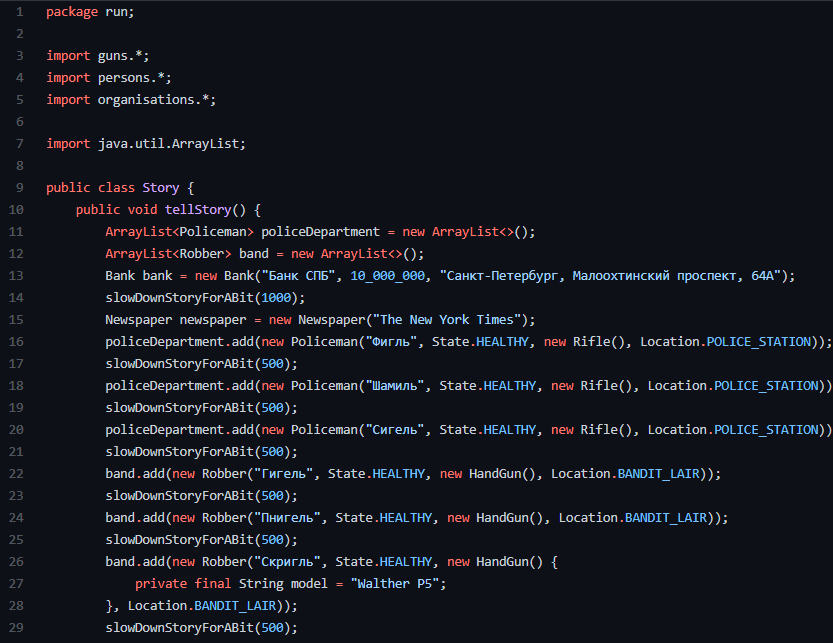 1 package run;
2
3 import guns.*;
4 import persons.*;
5 import organisations.*;
6
7 import java.util.ArrayList;
8
9 public class Story {
10     public void tellStory() {
11         ArrayList<Policeman> policeDepartment = new ArrayList<>();
12         ArrayList<Robber> band = new ArrayList<>();
13         Bank bank = new Bank("Банк СПБ", 10_000_000, "Санкт-Петербург, Малоохтинский проспект, 64А");
14         slowDownStoryForABit(1000);
15         Newspaper newspaper = new Newspaper("The New York Times");
16         policeDepartment.add(new Policeman("Фигль", State.HEALTHY, new Rifle(), Location.POLICE_STATION));
17         slowDownStoryForABit(500);
18         policeDepartment.add(new Policeman("Шамиль", State.HEALTHY, new Rifle(), Location.POLICE_STATION))
19         slowDownStoryForABit(500);
20         policeDepartment.add(new Policeman("Сигель", State.HEALTHY, new Rifle(), Location.POLICE_STATION))
21         slowDownStoryForABit(500);
22         band.add(new Robber("Гигель", State.HEALTHY, new HandGun(), Location.BANDIT_LAIR));
23         slowDownStoryForABit(500);
24         band.add(new Robber("Пнигель", State.HEALTHY, new HandGun(), Location.BANDIT_LAIR));
25         slowDownStoryForABit(500);
26         band.add(new Robber("Скригль", State.HEALTHY, new HandGun() {
27             private final String model = "Walther P5";
28         }, Location.BANDIT_LAIR));
29         slowDownStoryForABit(500);